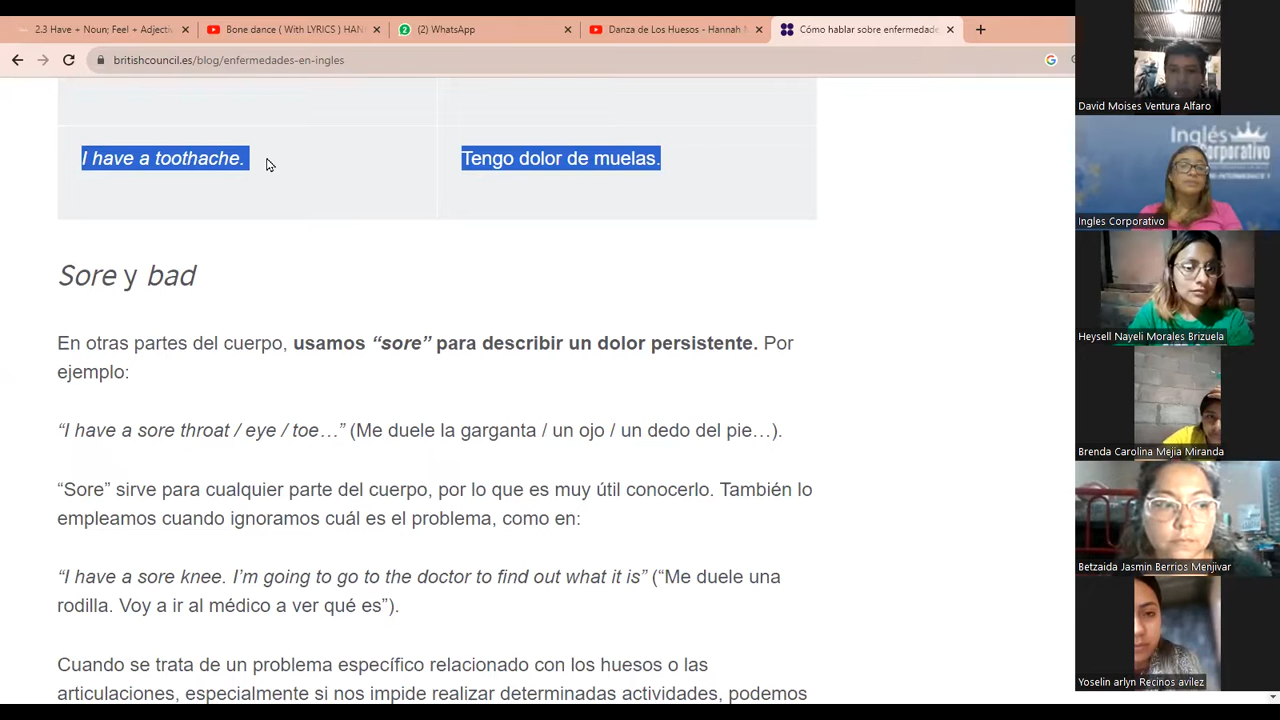 2.3 Have + Noun; Feel + Adjecti
Bone dance ( With LYRICS ) HAN
2
(2) WhatsApp
Danza de Los Huesos - Hannah
Cómo hablar sobre enfermedade
britishcouncil.es/blog/enfermedades-en-ingles
I have a toothache.
Tengo dolor de muelas.
Sore y bad
En otras partes del cuerpo, usamos “sore” para describir un dolor persistente. Por
ejemplo:
“I have a sore throat / eye / toe…” (Me duele la garganta / un ojo / un dedo del pie…).
“Sore” sirve para cualquier parte del cuerpo, por lo que es muy útil conocerlo. También lo
empleamos cuando ignoramos cuál es el problema, como en:
“I have a sore knee. I’m going to go to the doctor to find out what it is” (“Me duele una
rodilla. Voy a ir al médico a ver qué es”).
Cuando se trata de un problema específico relacionado con los huesos o las
articulaciones, especialmente si nos impide realizar determinadas actividades, podemos
David Moises Ventura Alfaro
Inglés
Corporativo
Ingles Corporativo
Heysell Nayeli Morales Brizuela
Brenda Carolina Mejia Miranda
Betzaida Jasmin Berrios Menjivar
Yoselin arlyn Recinos avilez